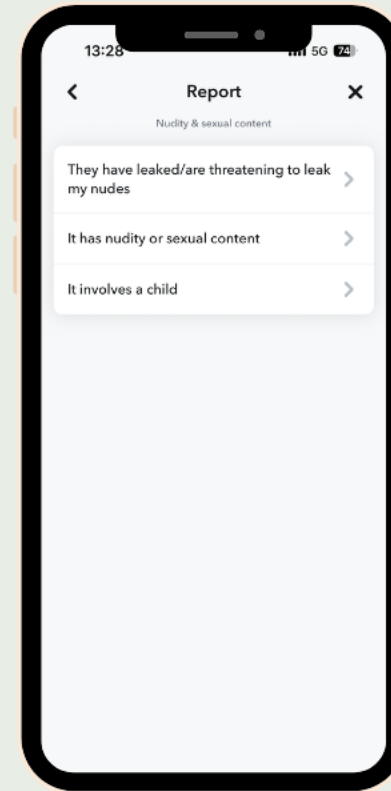 13:28
5G 74
Report
Nudity & sexual content
They have leaked/are threatening to leak
my nudes
It has nudity or sexual content
It involves a child